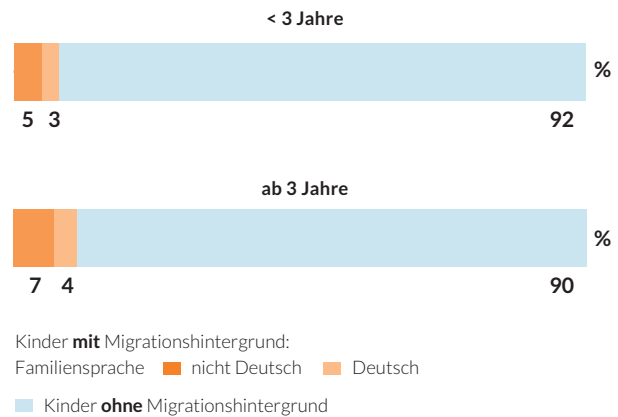 < 3 Jahre
%
5 3 92
ab 3 Jahre
%
7 4 90
Kinder mit Migrationshintergrund:
Familiensprache nicht Deutsch Deutsch
Kinder ohne Migrationshintergrund